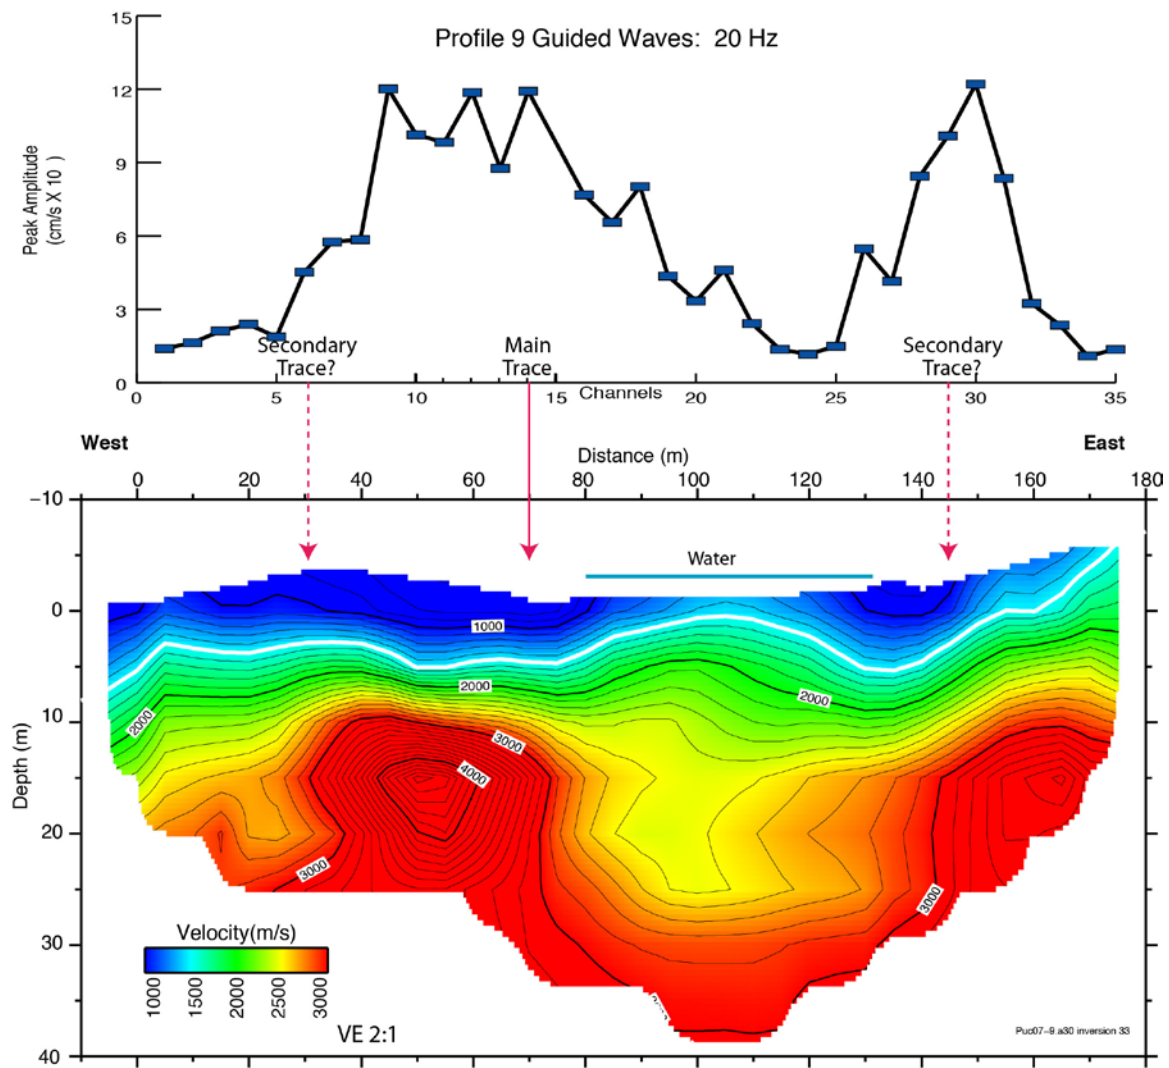 Profile 9 Guided Waves: 20 Hz
15
12
9
6
3
0
Peak Amplitude
(cm/s X 10 )
Secondary
Trace?
Main
Trace
Secondary
Trace?
0 5 10 15 20 25 30 35
Channels
West
East
Distance (m)
0 20 40 60 80 100 120 140 160 180
Water
−10
0
10
20
30
40
Depth (m)
1000
2000
2000
2000
3000
4000
3000
3000
Velocity(m/s)
1000 1500 2000 2500 3000
VE 2:1
Puc07−9.a30 inversion 33